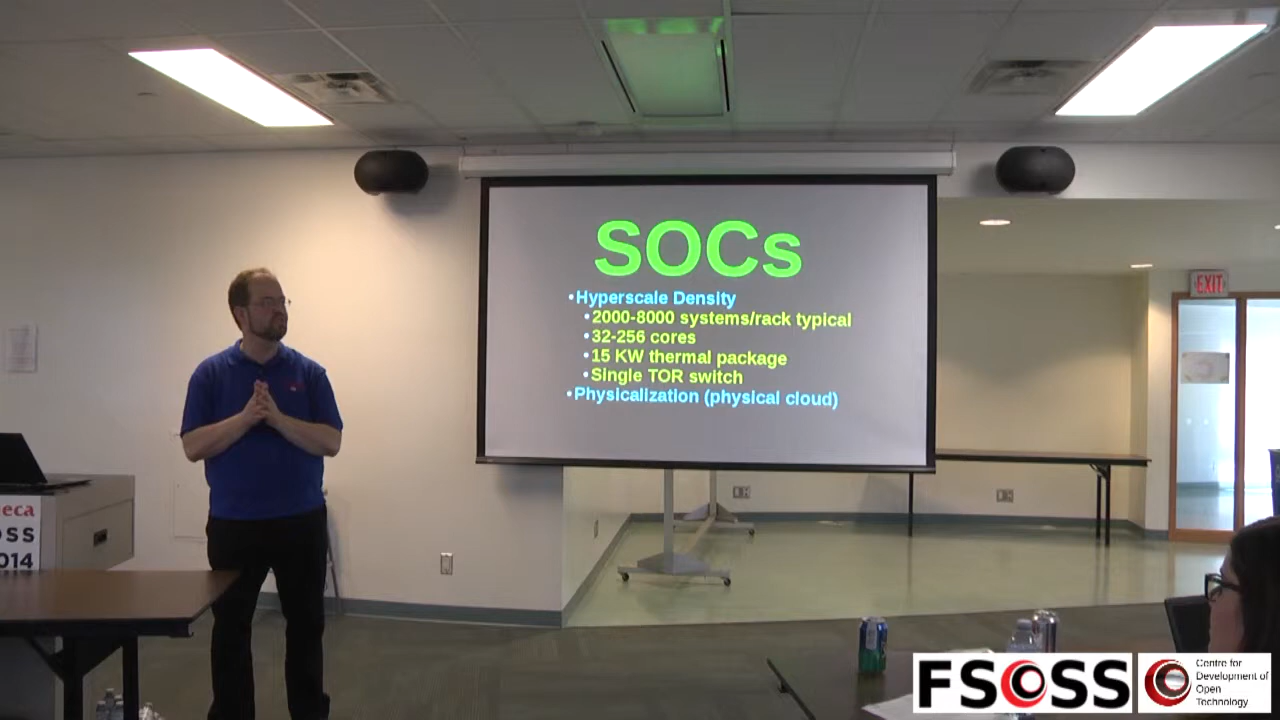 SOCs
•Hyperscale Density
•2000-8000 systems/rack typical
•32-256 cores
•15 KW thermal package
•Single TOR switch
•Physicalization (physical cloud)
EXIT
eca
OSS
014
FSOSS
Centre for
Development of
Open
Technology